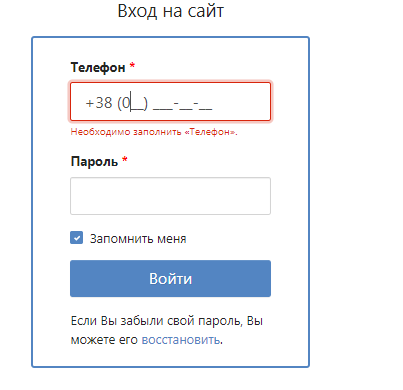 Вход на сайт
Телефон *
+38 (0__) ___-__-__
Необходимо заполнить «Телефон».
Пароль *
Запомнить меня
Войти
Если Вы забыли свой пароль, Вы
можете его восстановить.